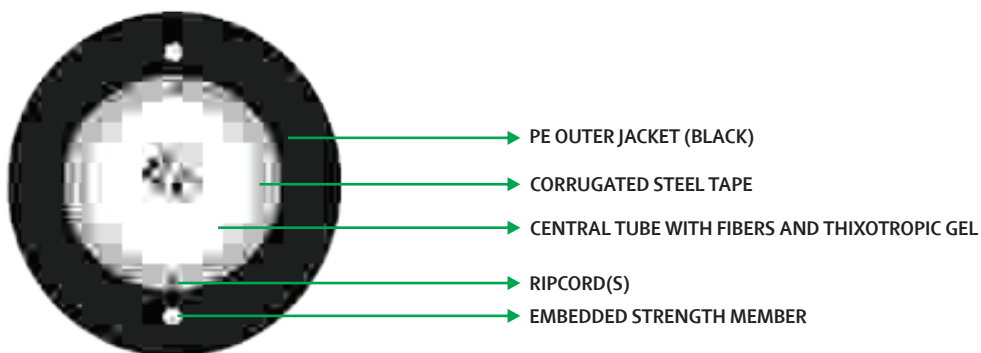 PE OUTER JACKET (BLACK)
CORRUGATED STEEL TAPE
CENTRAL TUBE WITH FIBERS AND THIXOTROPIC GEL
RIPCORD(S)
EMBEDDED STRENGTH MEMBER